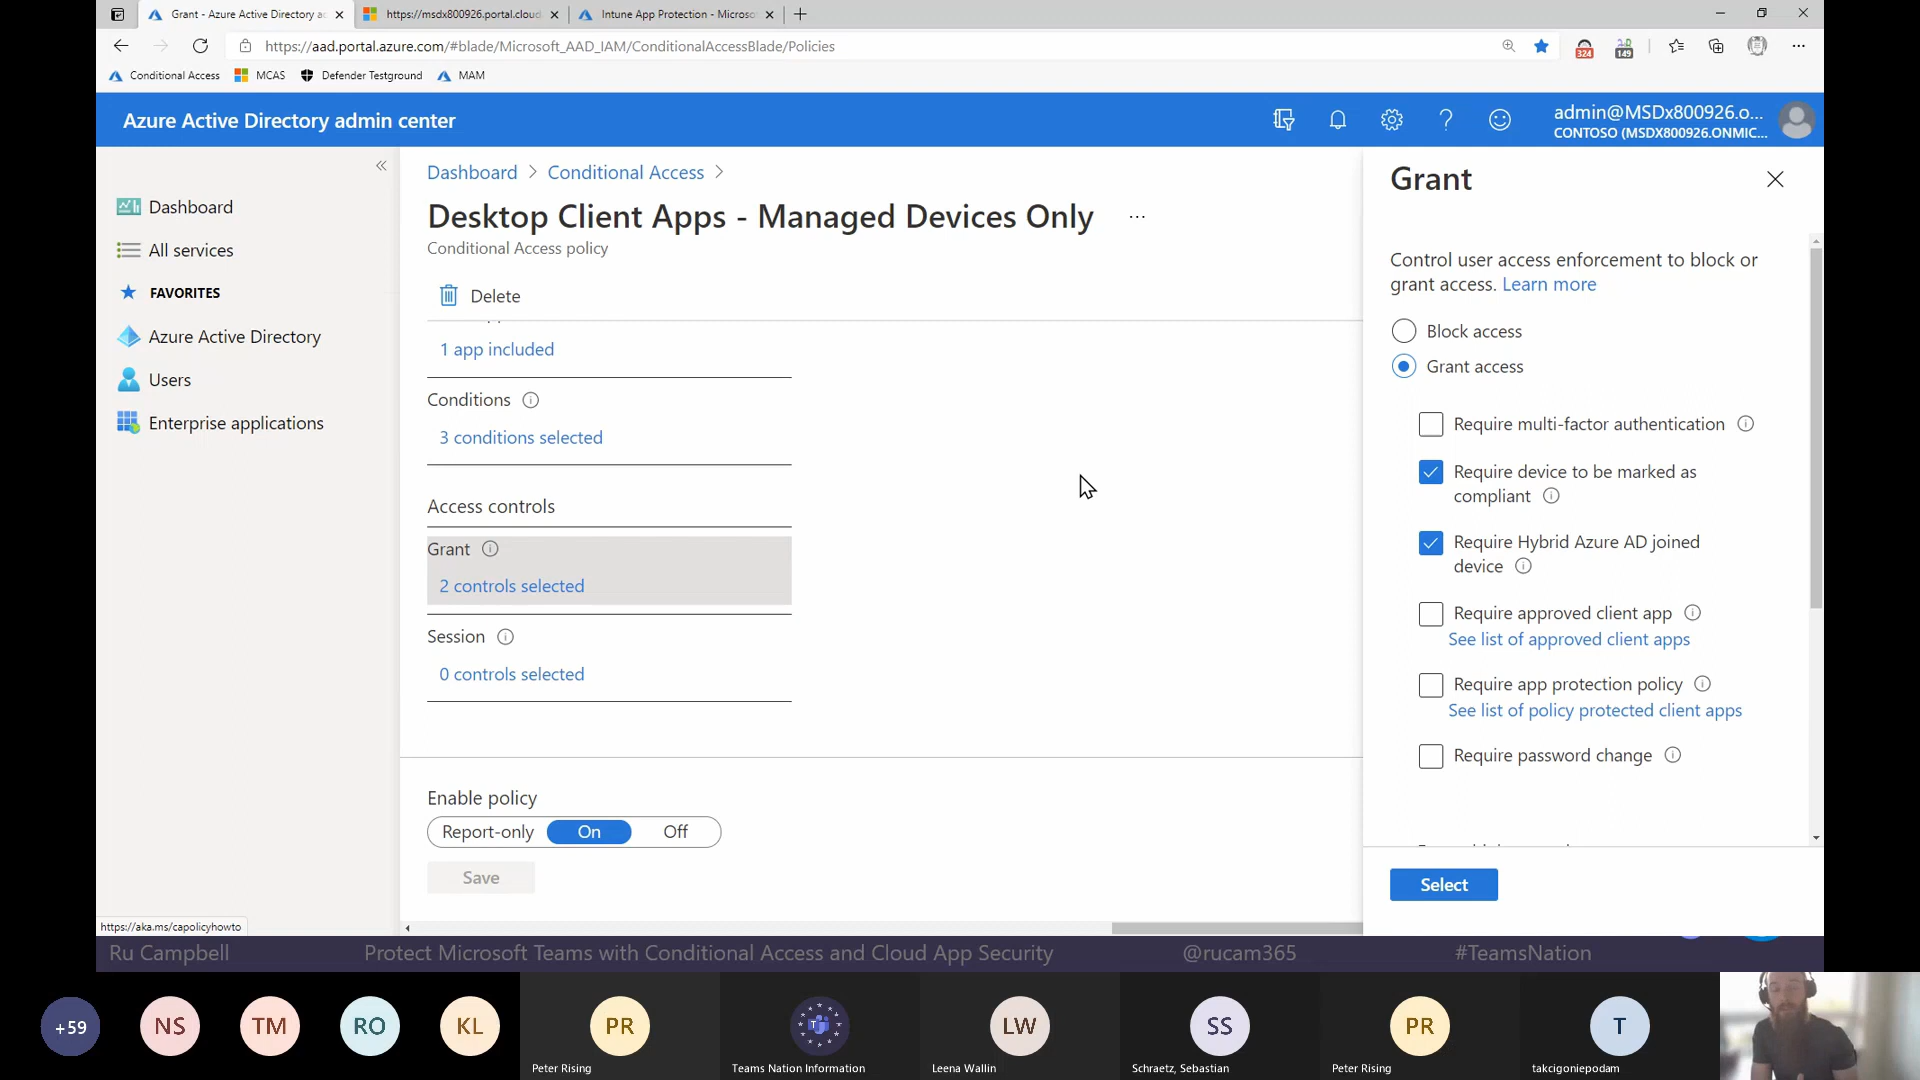 Grant - Azure Active Directory a
https://msdx800926.portal.cloud
Intune App Protection - Microso
https://aad.portal.azure.com/#blade/Microsoft_AAD_IAM/ConditionalAccessBlade/Policies
324
149
Conditional Access
MCAS
Defender Testground
MAM
Azure Active Directory admin center
admin@MSDx800926.o...
CONTOSO (MSDX800926.ONMIC...
Dashboard
All services
FAVORITES
Azure Active Directory
Users
Enterprise applications
Dashboard > Conditional Access >
Desktop Client Apps - Managed Devices Only ...
Conditional Access policy
Delete
1 app included
Conditions
3 conditions selected
Access controls
Grant
2 controls selected
Session
0 controls selected
Enable policy
Report-only On Off
Save
Grant
Control user access enforcement to block or
grant access. Learn more
Block access
Grant access
Require multi-factor authentication
Require device to be marked as
compliant
Require Hybrid Azure AD joined
device
Require approved client app
See list of approved client apps
Require app protection policy
See list of policy protected client apps
Require password change
Select
https://aka.ms/capolicyhowto
Ru Campbell Protect Microsoft Teams with Conditional Access and Cloud App Security @rucam365 #TeamsNation
+59
NS
TM
RO
KL
PR
LW
SS
PR
T
Peter Rising
Teams Nation Information
Leena Wallin
Schraetz, Sebastian
Peter Rising
takcigoniepodam